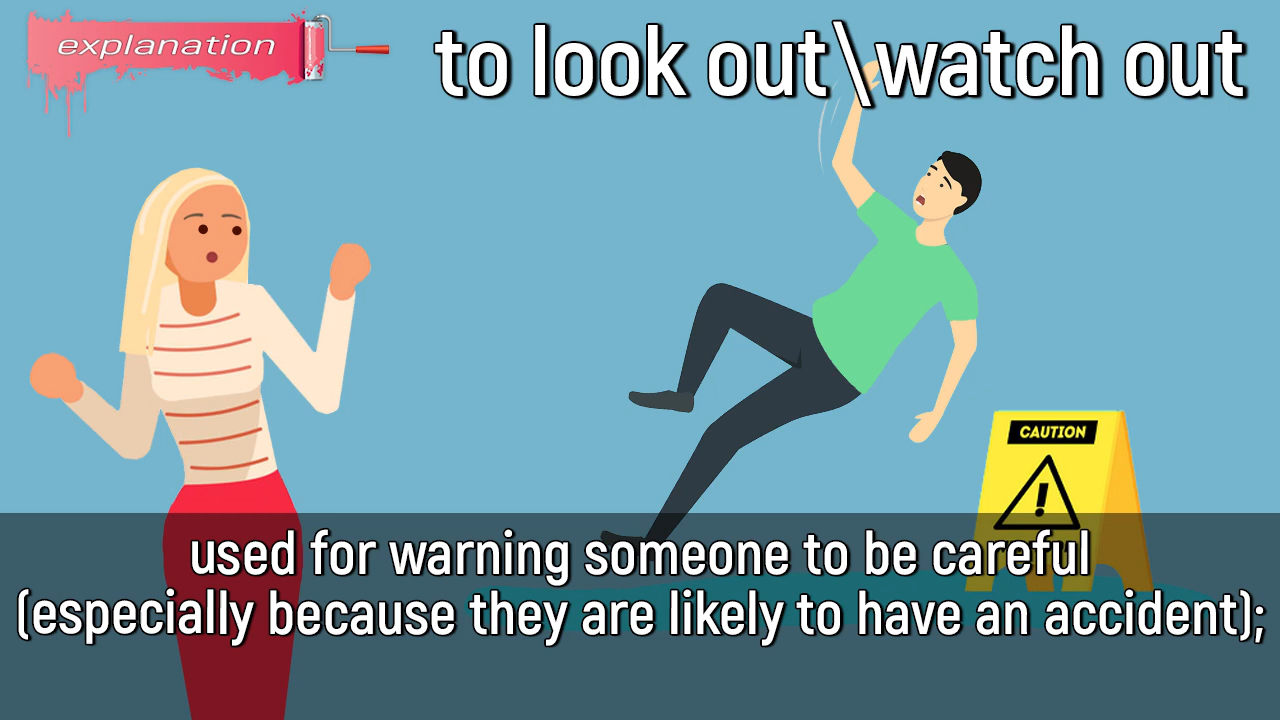 explanation
to look out\watch out
CAUTION
!
used for warning someone to be careful
(especially because they are likely to have an accident);